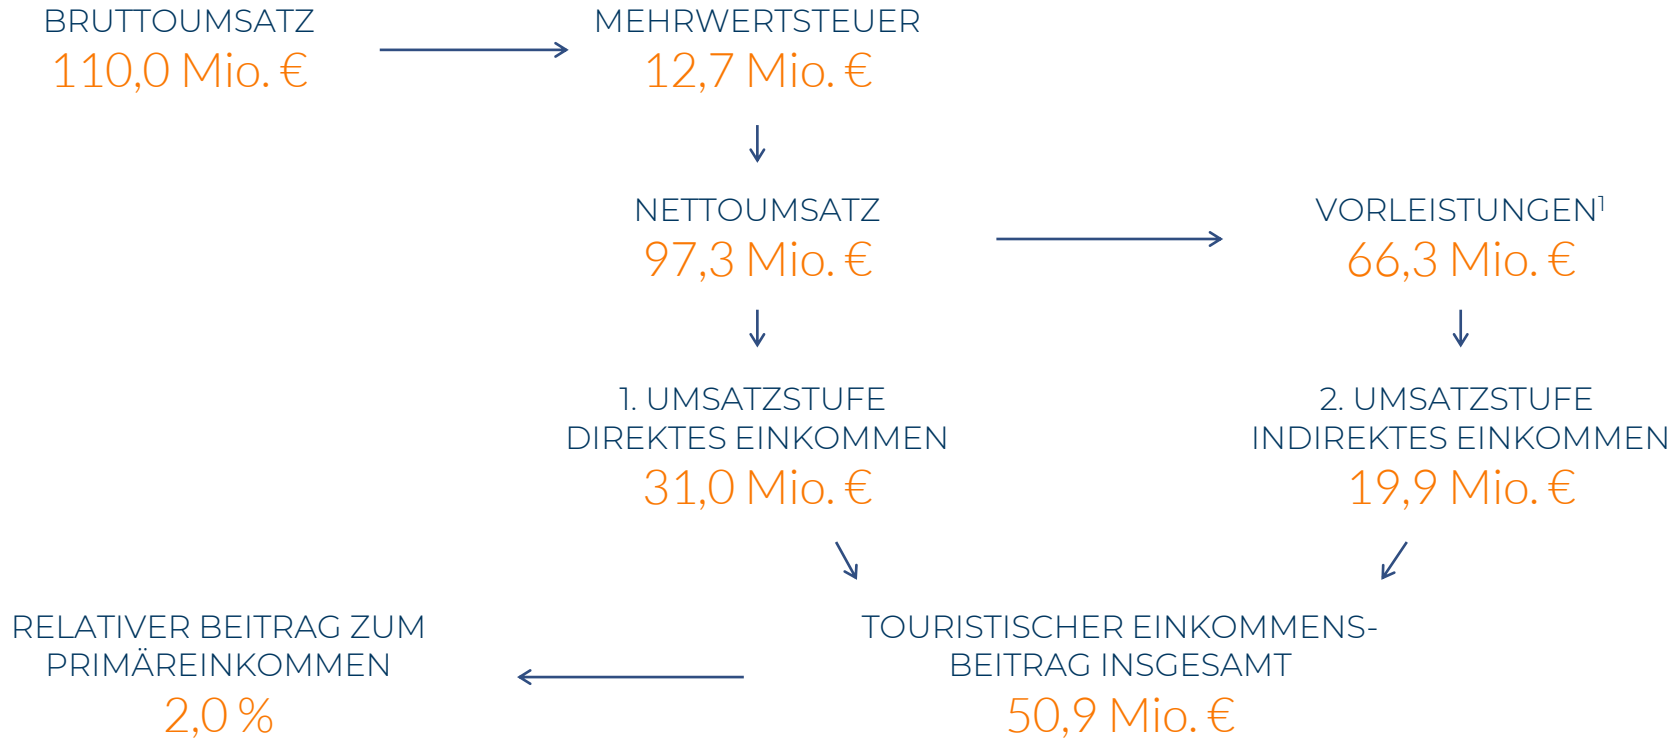 BRUTTOUMSATZ
110,0 Mio. €
MEHRWERTSTEUER
12,7 Mio. €
NETTOUMSATZ
97,3 Mio. €
VORLEISTUNGEN¹
66,3 Mio. €
1. UMSATZSTUFE
DIREKTES EINKOMMEN
31,0 Mio. €
2. UMSATZSTUFE
INDIREKTES EINKOMMEN
19,9 Mio. €
RELATIVER BEITRAG ZUM
PRIMÄREINKOMMEN
2,0 %
TOURISTISCHER EINKOMMENS-
BEITRAG INSGESAMT
50,9 Mio. €